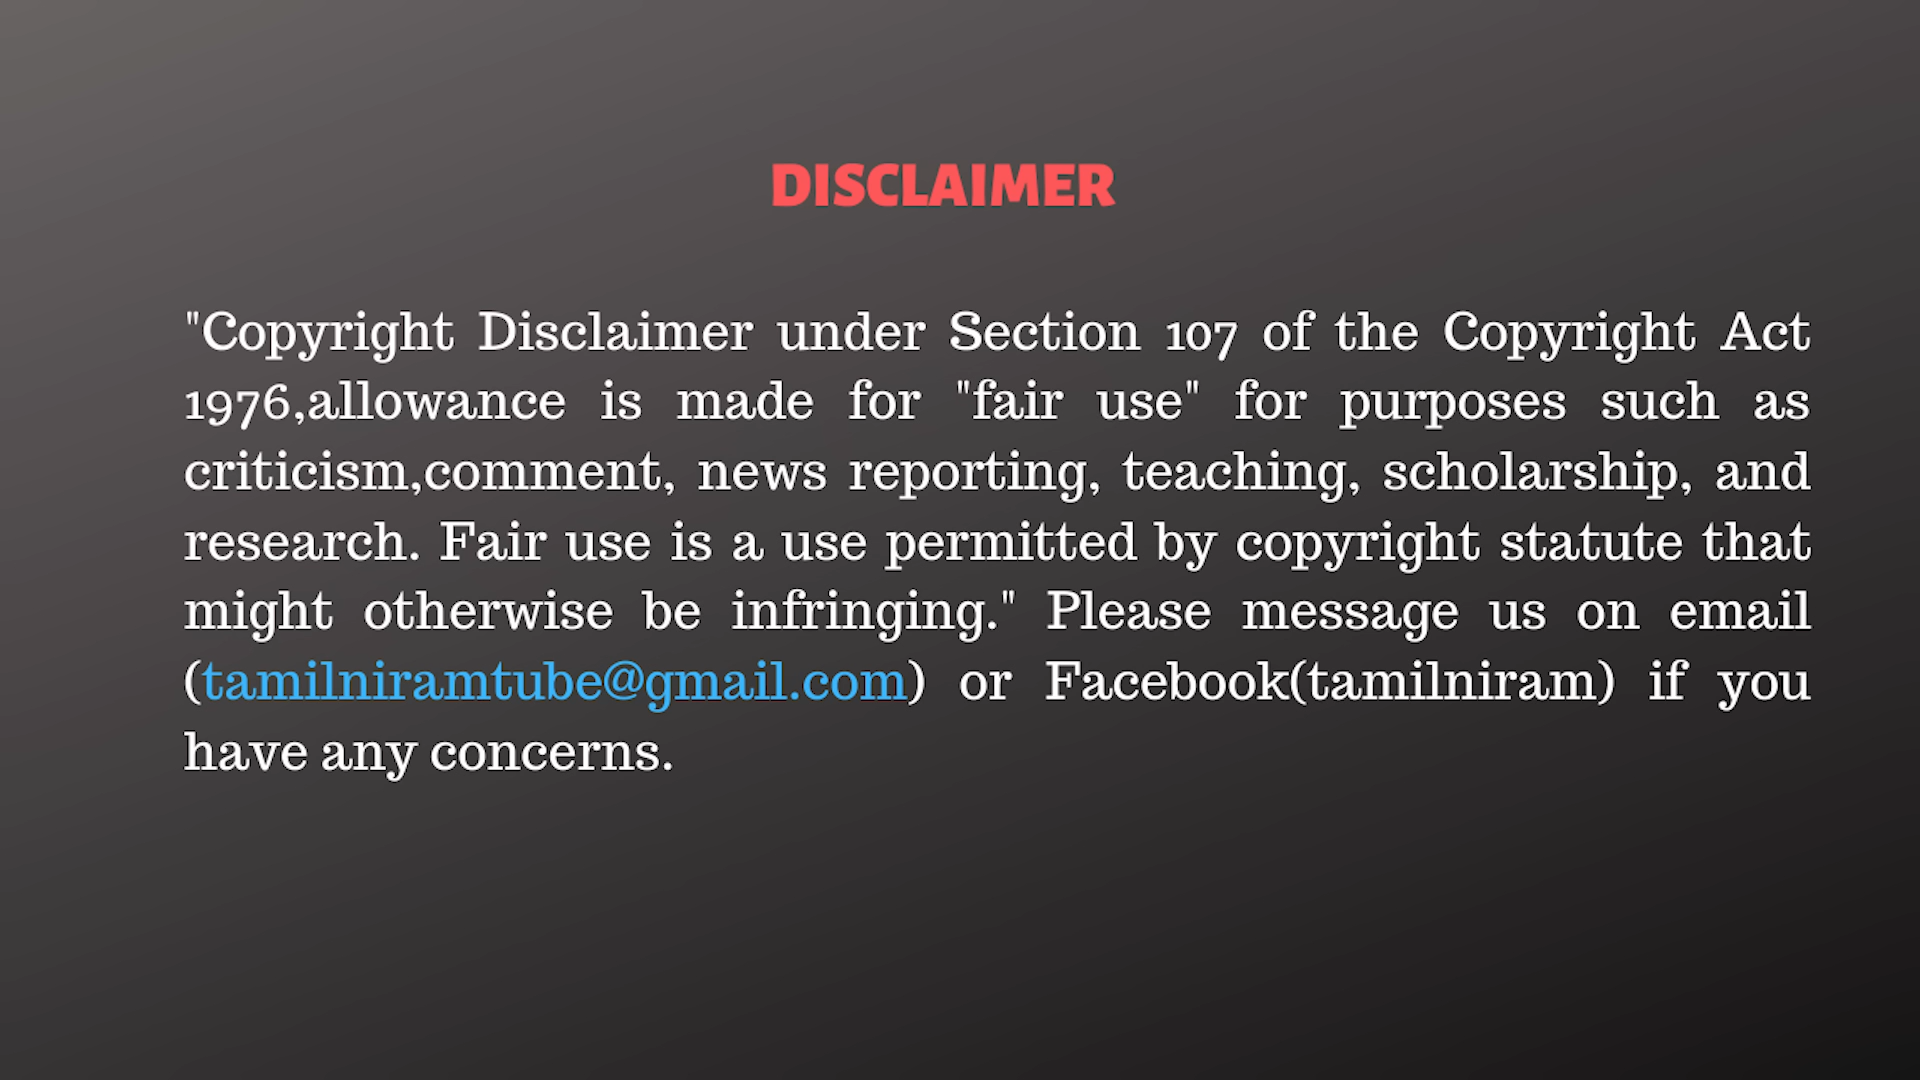 DISCLAIMER
"Copyright Disclaimer under Section 107 of the Copyright Act
1976,allowance is made for "fair use" for purposes such as
criticism,comment, news reporting, teaching, scholarship, and
research. Fair use is a use permitted by copyright statute that
might otherwise be infringing." Please message us on email
(tamilniramtube@gmail.com) or Facebook(tamilniram) if you
have any concerns.